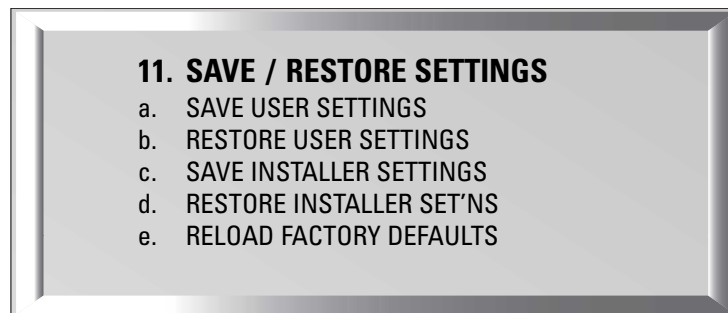 11. SAVE / RESTORE SETTINGS
a. SAVE USER SETTINGS
b. RESTORE USER SETTINGS
c. SAVE INSTALLER SETTINGS
d. RESTORE INSTALLER SET’NS
e. RELOAD FACTORY DEFAULTS